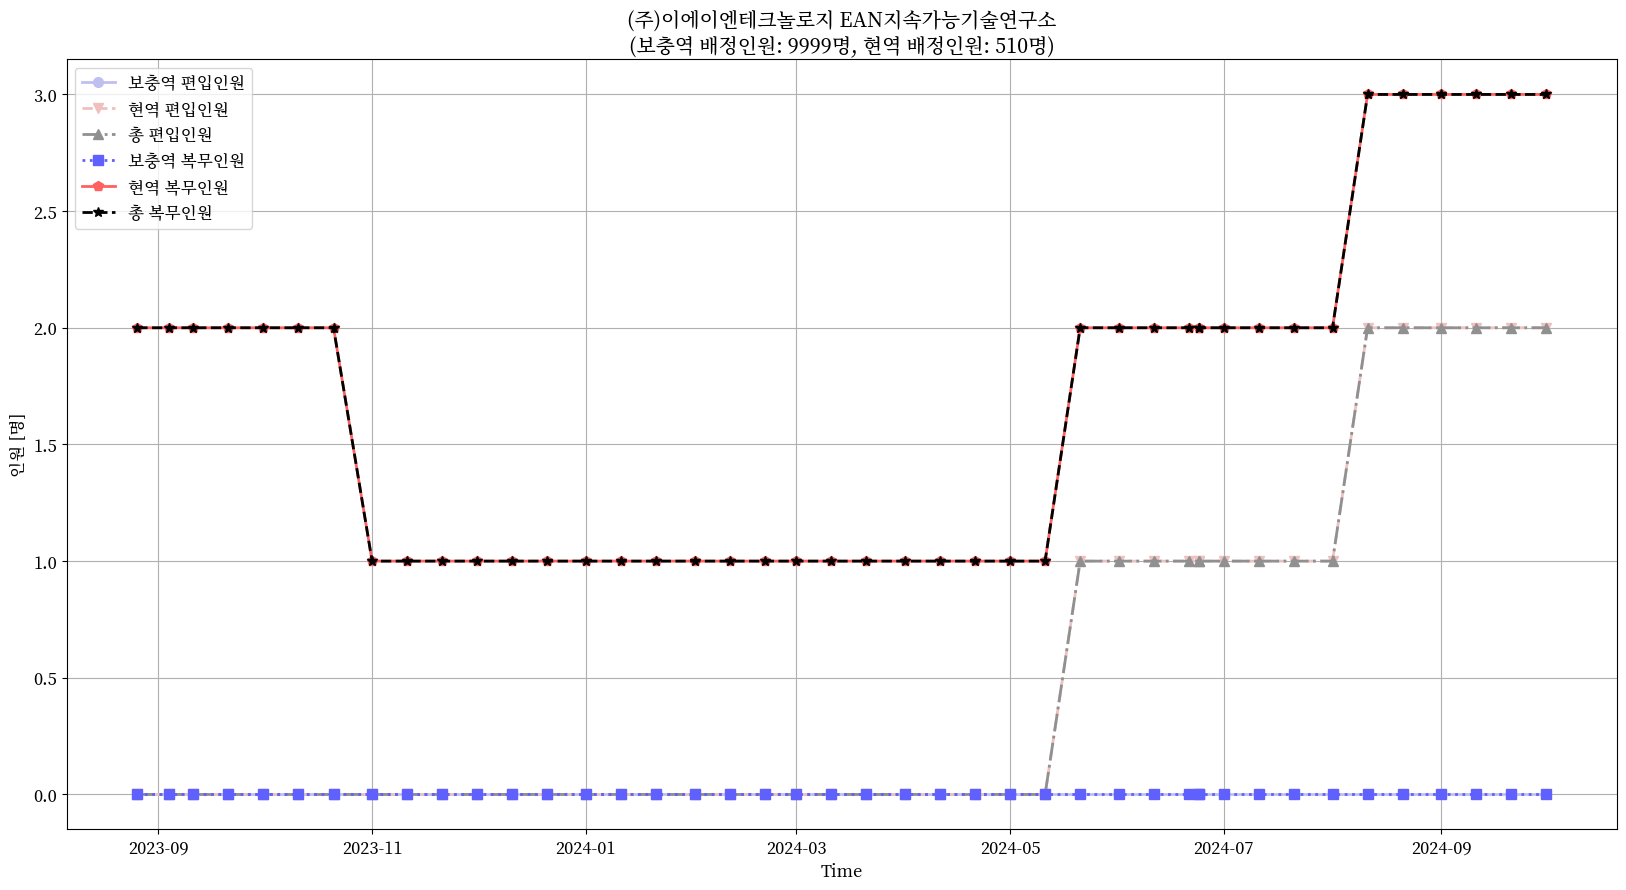 (주)이에이엔테크놀로지 EAN지속가능기술연구소
(보충역 배정인원: 9999명, 현역 배정인원: 510명)
보충역 편입인원
현역 편입인원
총 편입인원
보충역 복무인원
현역 복무인원
총 복무인원
3.0
2.5
2.0
1.5
1.0
0.5
0.0
인원 [명]
2023-09 2023-11 2024-01 2024-03 2024-05 2024-07 2024-09
Time